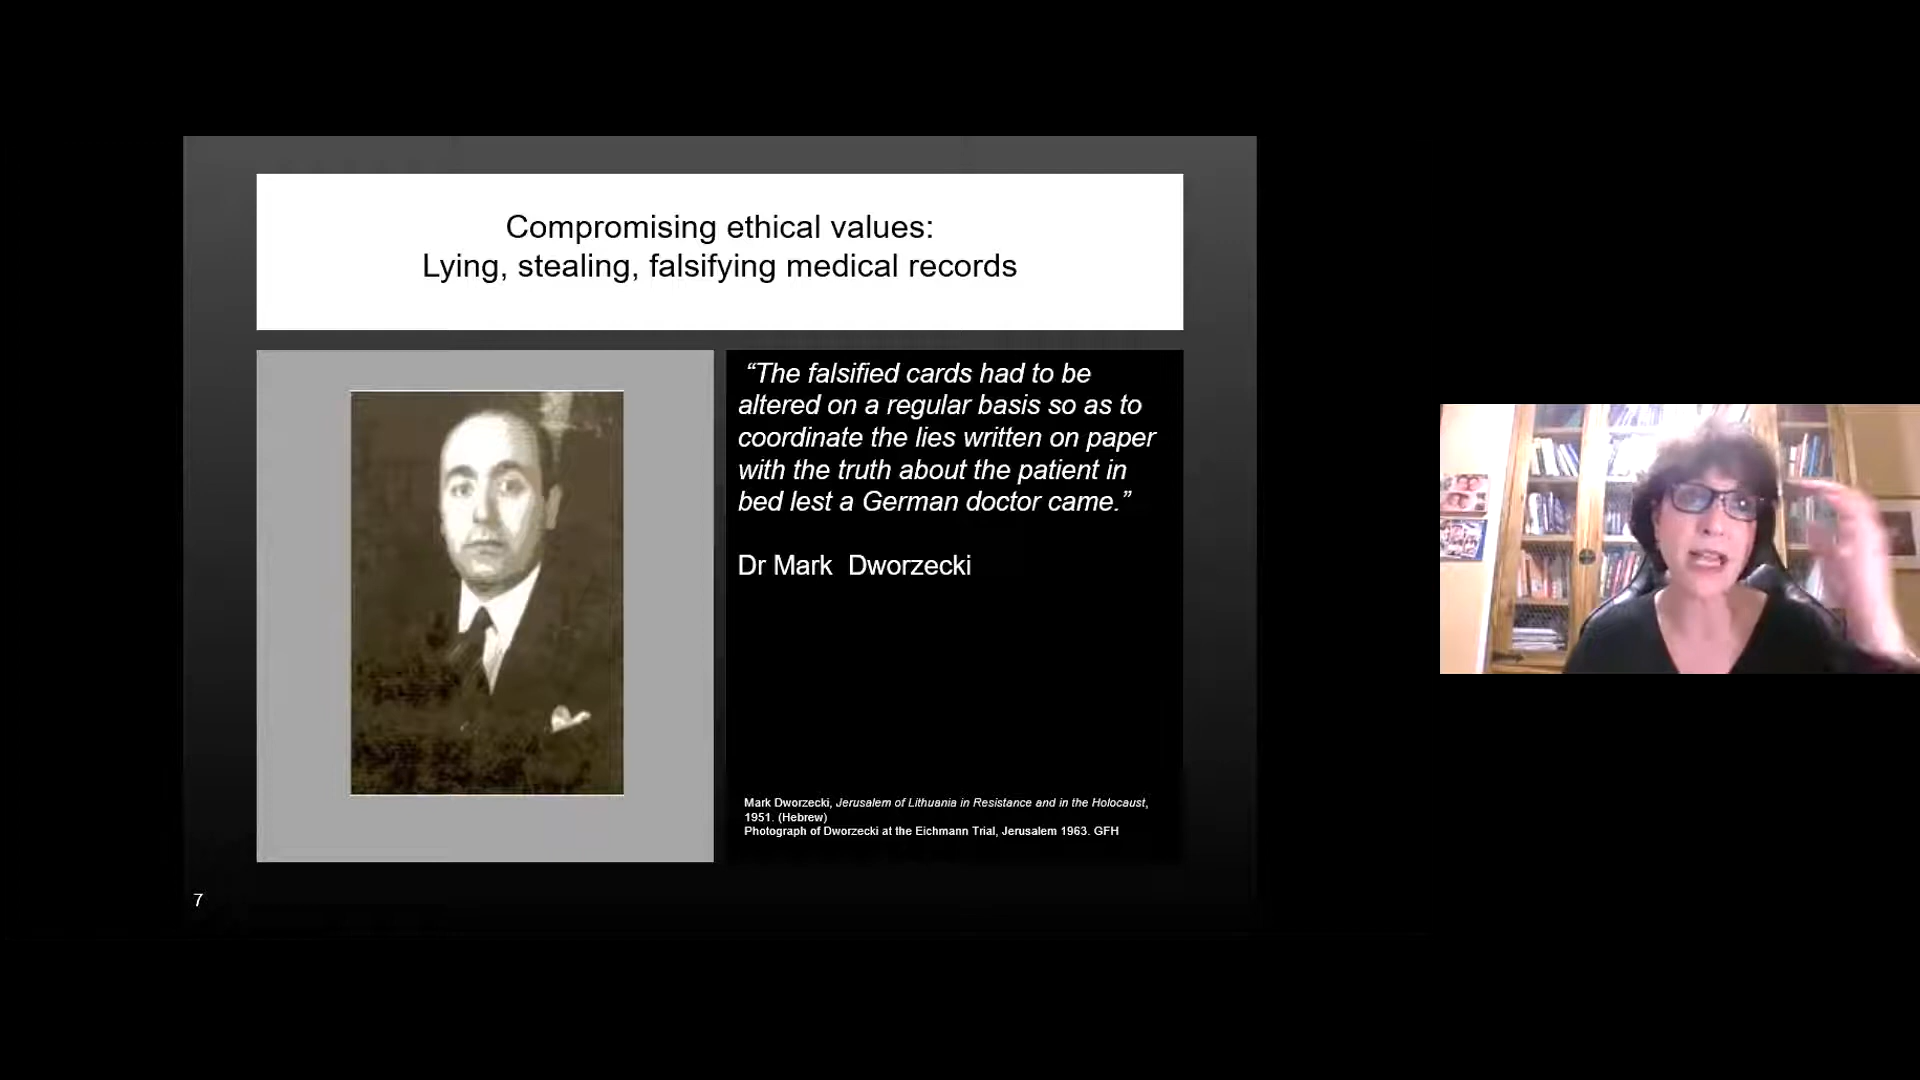 Compromising ethical values:
Lying, stealing, falsifying medical records
“The falsified cards had to be
altered on a regular basis so as to
coordinate the lies written on paper
with the truth about the patient in
bed lest a German doctor came.”
Dr Mark  Dworzecki
Mark Dworzecki, Jerusalem of Lithuania in Resistance and in the Holocaust,
1951. (Hebrew)
Photograph of Dworzecki at the Eichmann Trial, Jerusalem 1963. GFH
7